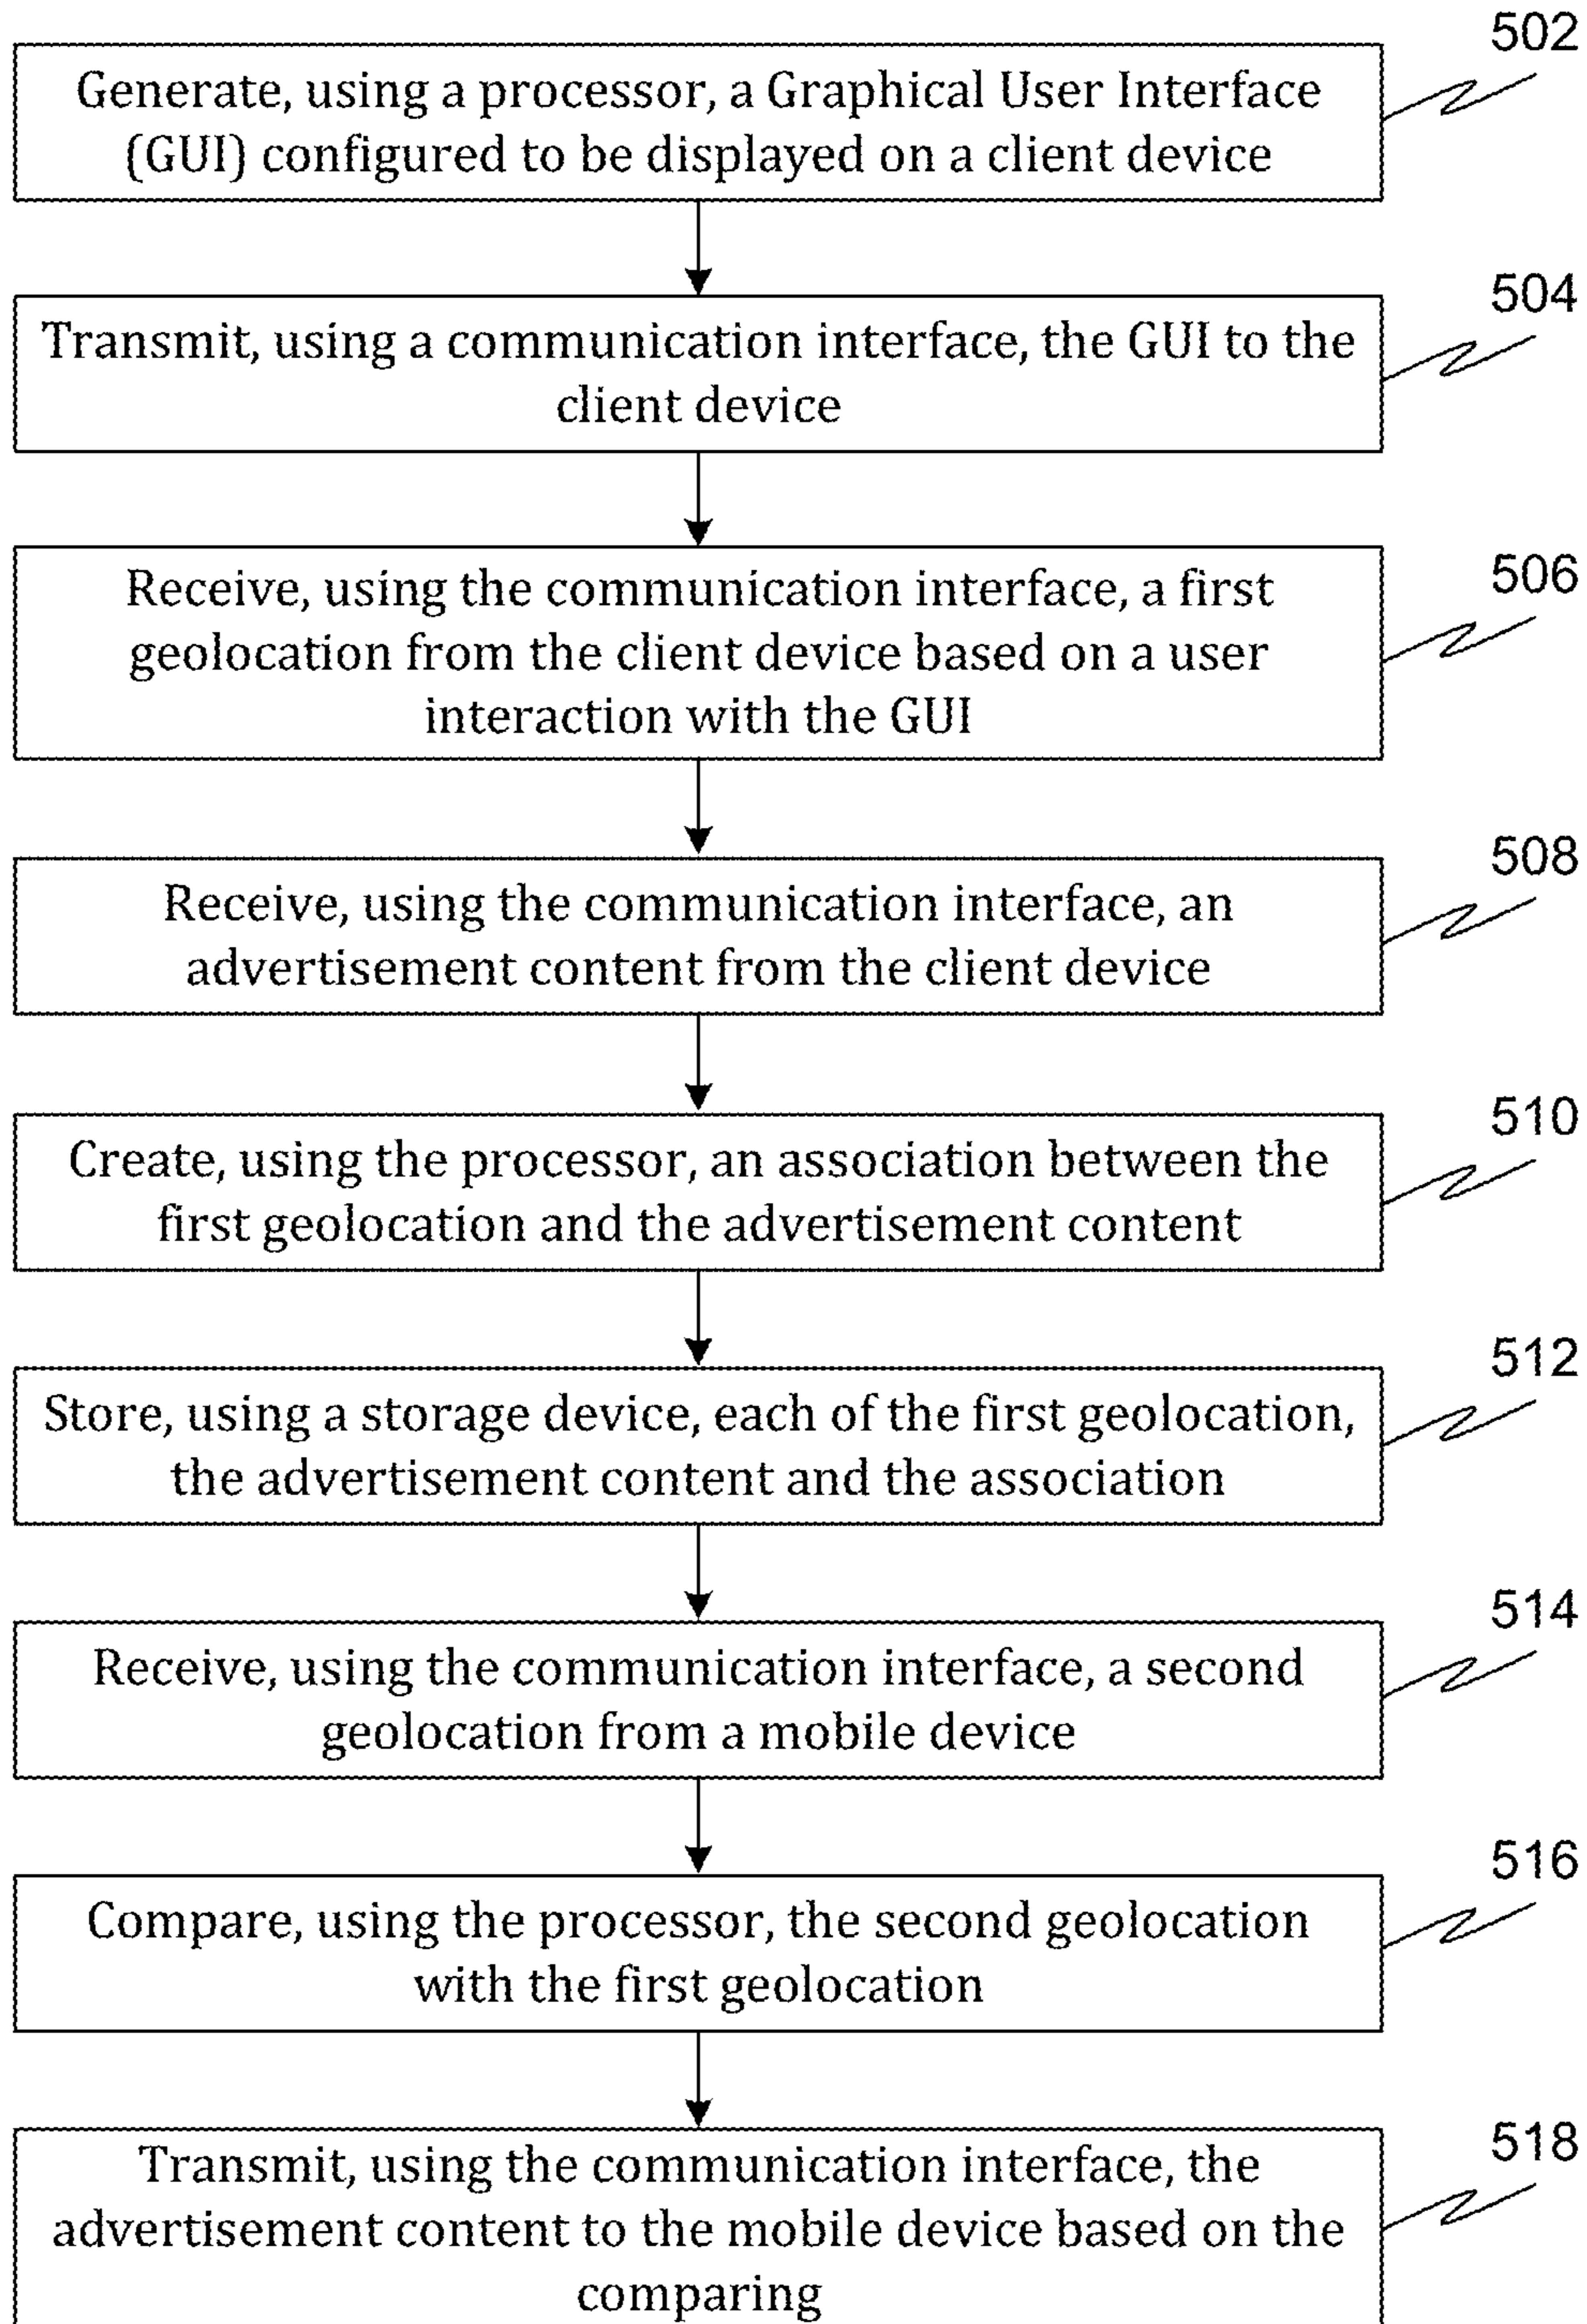 502
Generate, using a processor, a Graphical User Interface
(GUI) configured to be displayed on a client device
504
Transmit, using a communication interface, the GUI to the
client device
506
Receive, using the communication interface, a first
geolocation from the client device based on a user
interaction with the GUI
508
Receive, using the communication interface, an
advertisement content from the client device
510
Create, using the processor, an association between the
first geolocation and the advertisement content
512
Store, using a storage device, each of the first geolocation,
the advertisement content and the association
514
Receive, using the communication interface, a second
geolocation from a mobile device
516
Compare, using the processor, the second geolocation
with the first geolocation
518
Transmit, using the communication interface, the
advertisement content to the mobile device based on the
comparing